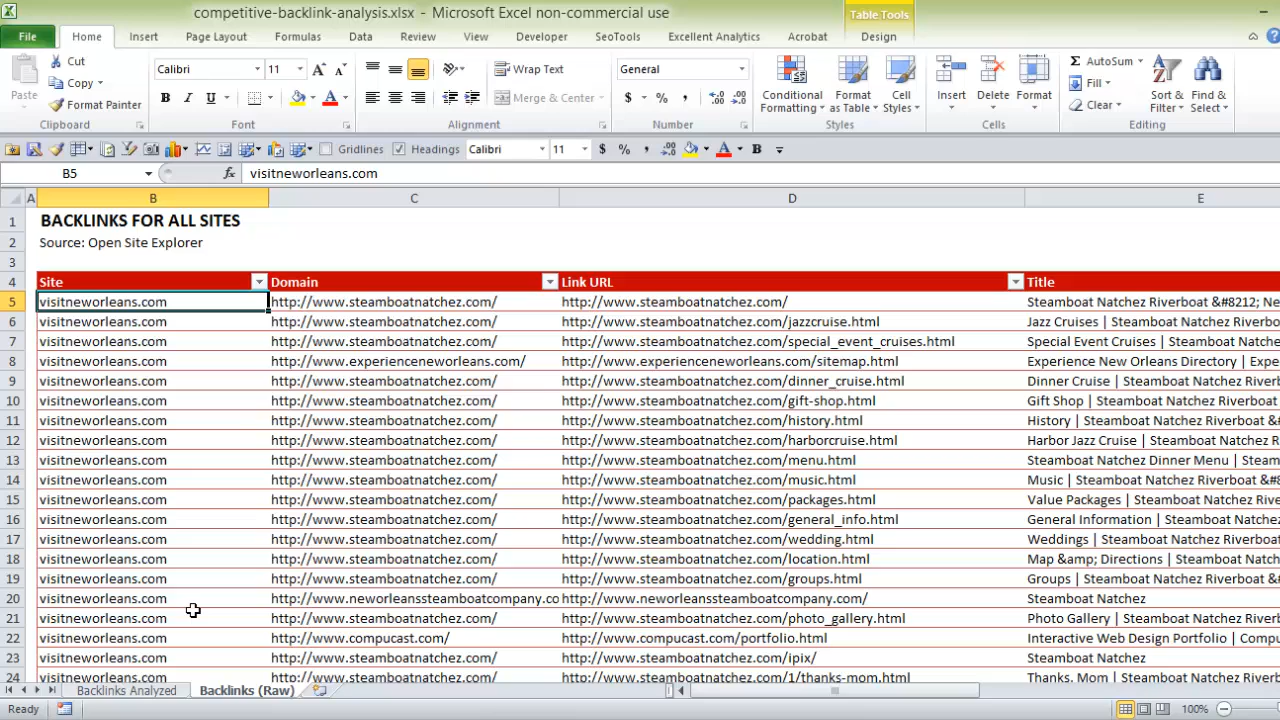 competitive-backlink-analysis.xlsx - Microsoft Excel non-commercial use
Table Tools
File Home Insert Page Layout Formulas Data Review View Developer SeoTools Excellent Analytics Acrobat Design
Paste Cut Copy Format Painter Clipboard
Calibri 11 B I U Font
Wrap Text Merge & Center Alignment
General $ % , Number
Conditional Formatting Format as Table Cell Styles Styles
Insert Delete Format Cells
Σ AutoSum Fill Clear Sort & Filter Find & Select Editing
Gridlines Headings Calibri 11 $ % , A B
B5 fx visitneworleans.com
A B C D E
1 BACKLINKS FOR ALL SITES
2 Source: Open Site Explorer
3
4 Site Domain Link URL Title
5 visitneworleans.com http://www.steamboatnatchez.com/ http://www.steamboatnatchez.com/ Steamboat Natchez Riverboat &#8212; Ne
6 visitneworleans.com http://www.steamboatnatchez.com/ http://www.steamboatnatchez.com/jazzcruise.html Jazz Cruises | Steamboat Natchez Riverbo
7 visitneworleans.com http://www.steamboatnatchez.com/ http://www.steamboatnatchez.com/special_event_cruises.html Special Event Cruises | Steamboat Natchez
8 visitneworleans.com http://www.experienceneworleans.com/ http://www.experienceneworleans.com/sitemap.html Experience New Orleans Directory | Expe
9 visitneworleans.com http://www.steamboatnatchez.com/ http://www.steamboatnatchez.com/dinner_cruise.html Dinner Cruise | Steamboat Natchez Riverb
10 visitneworleans.com http://www.steamboatnatchez.com/ http://www.steamboatnatchez.com/gift-shop.html Gift Shop | Steamboat Natchez Riverboat
11 visitneworleans.com http://www.steamboatnatchez.com/ http://www.steamboatnatchez.com/history.html History | Steamboat Natchez Riverboat &#
12 visitneworleans.com http://www.steamboatnatchez.com/ http://www.steamboatnatchez.com/harborcruise.html Harbor Jazz Cruise | Steamboat Natchez R
13 visitneworleans.com http://www.steamboatnatchez.com/ http://www.steamboatnatchez.com/menu.html Steamboat Natchez Dinner Menu | Steam
14 visitneworleans.com http://www.steamboatnatchez.com/ http://www.steamboatnatchez.com/music.html Music | Steamboat Natchez Riverboat &#8
15 visitneworleans.com http://www.steamboatnatchez.com/ http://www.steamboatnatchez.com/packages.html Value Packages | Steamboat Natchez Rive
16 visitneworleans.com http://www.steamboatnatchez.com/ http://www.steamboatnatchez.com/general_info.html General Information | Steamboat Natchez
17 visitneworleans.com http://www.steamboatnatchez.com/ http://www.steamboatnatchez.com/wedding.html Weddings | Steamboat Natchez Riverboat
18 visitneworleans.com http://www.steamboatnatchez.com/ http://www.steamboatnatchez.com/location.html Map &amp; Directions | Steamboat Natche
19 visitneworleans.com http://www.steamboatnatchez.com/ http://www.steamboatnatchez.com/groups.html Groups | Steamboat Natchez Riverboat &#
20 visitneworleans.com http://www.neworleanssteamboatcompany.co http://www.neworleanssteamboatcompany.com/ Steamboat Natchez
21 visitneworleans.com http://www.steamboatnatchez.com/ http://www.steamboatnatchez.com/photo_gallery.html Photo Gallery | Steamboat Natchez Riverb
22 visitneworleans.com http://www.compucast.com/ http://www.compucast.com/portfolio.html Interactive Web Design Portfolio | Compu
23 visitneworleans.com http://www.steamboatnatchez.com/ http://www.steamboatnatchez.com/ipix/ Steamboat Natchez
24 visitneworleans.com http://www.steamboatnatchez.com/ http://www.steamboatnatchez.com/1/thanks-mom.html Thanks, Mom | Steamboat Natchez Riverb
Backlinks Analyzed Backlinks (Raw)
Ready 100%